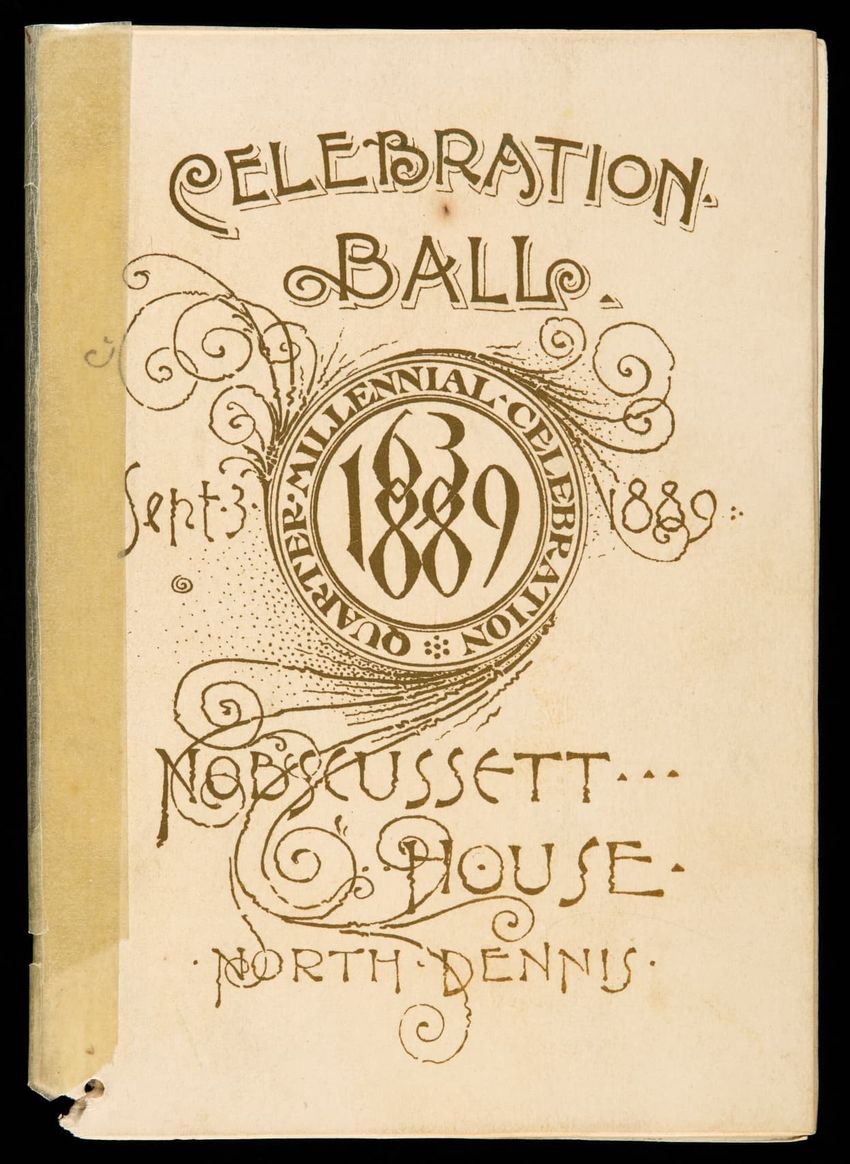 CELEBRATION.
BALL.
QUARTER · MILLENNIAL · CELEBRATION
1639
1889
Sept. 3. 1889
NOBSCUSSETT...
HOUSE.
· NORTH · DENNIS ·